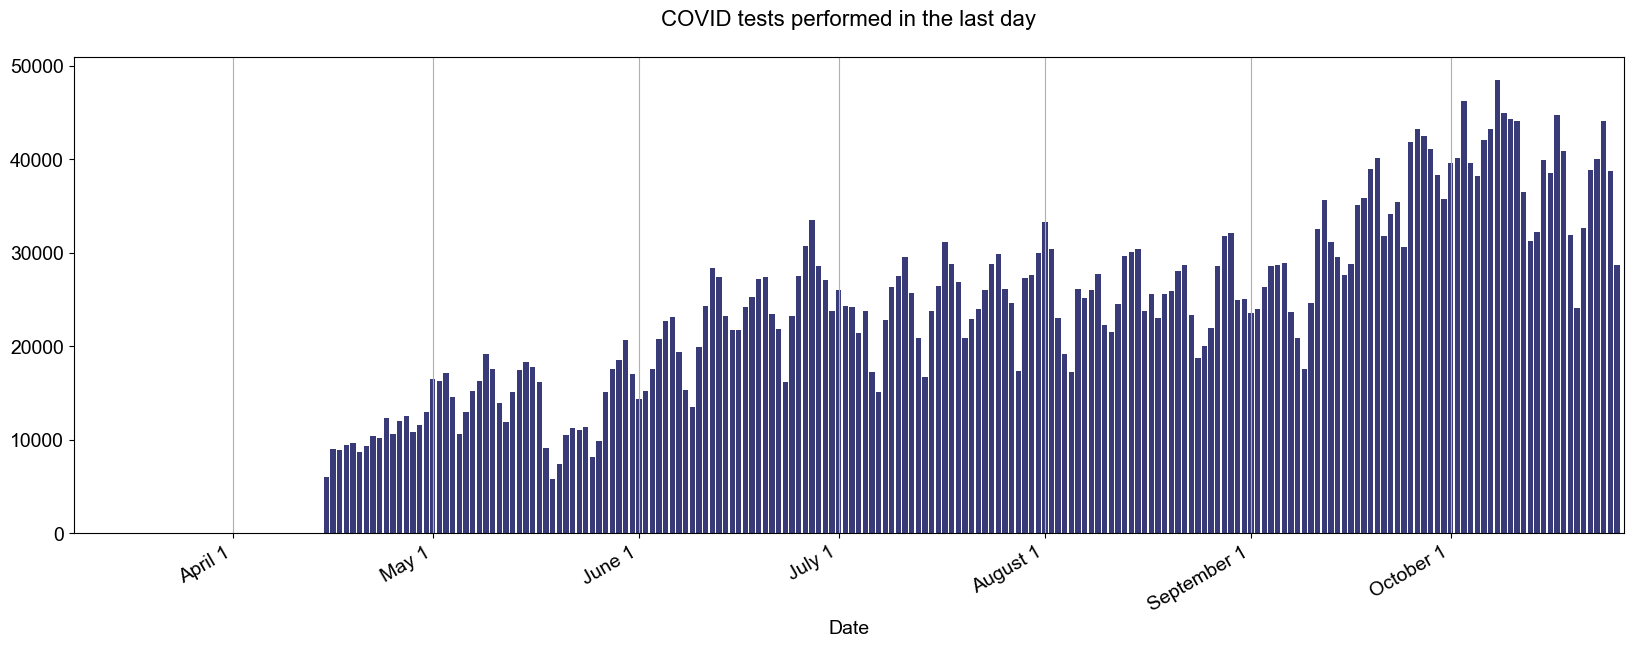 COVID tests performed in the last day
50000
40000
30000
20000
10000
0
April 1
May 1
June 1
July 1
August 1
September 1
October 1
Date